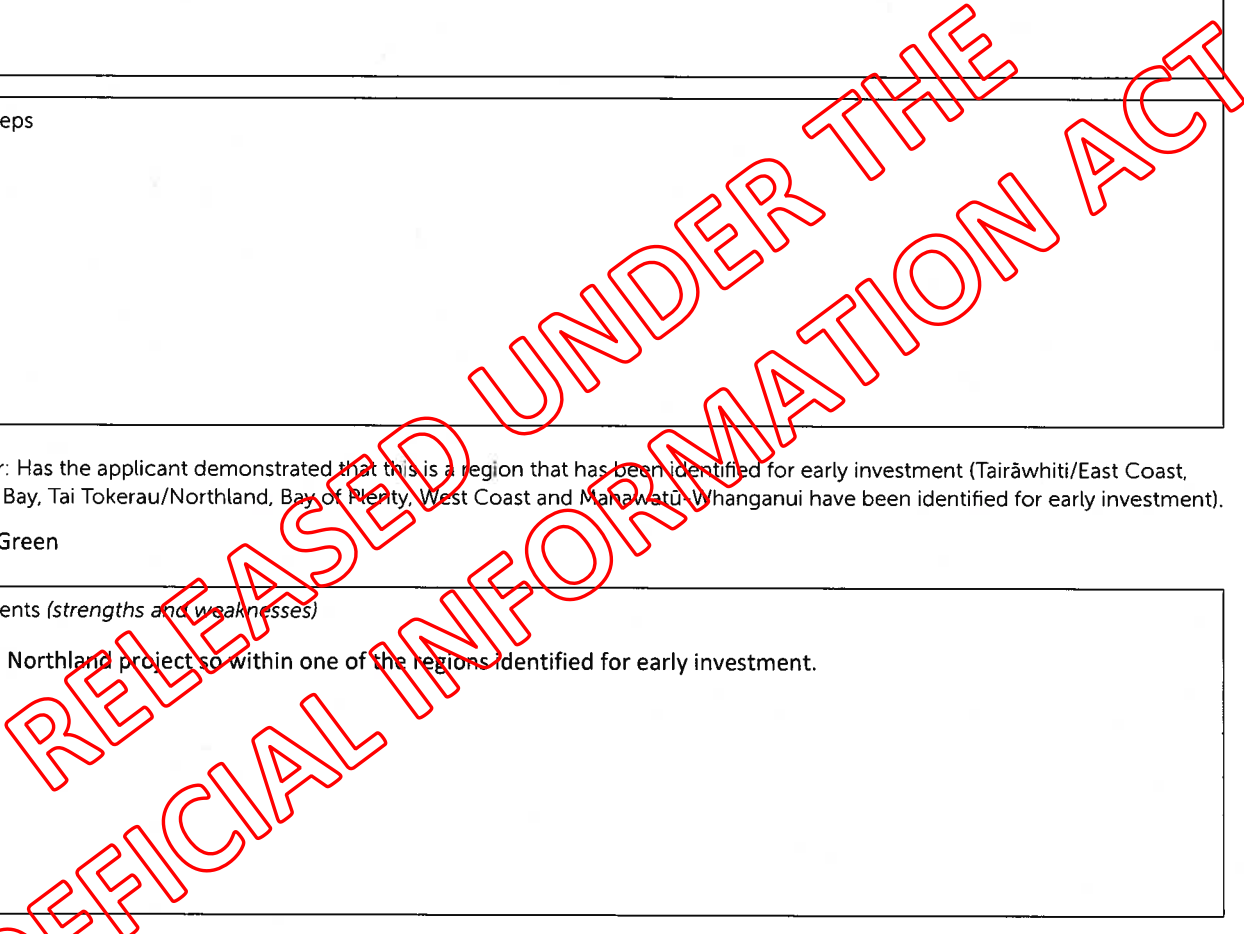 eps
r: Has the applicant demonstrated that this is a region that has been identified for early investment (Tairāwhiti/East Coast,
Bay, Tai Tokerau/Northland, Bay of Plenty, West Coast and Manawatū-Whanganui have been identified for early investment).
Green
ents (strengths and weaknesses)
Northland project so within one of the regions identified for early investment.
RELEASED UNDER THE
OFFICIAL INFORMATION ACT